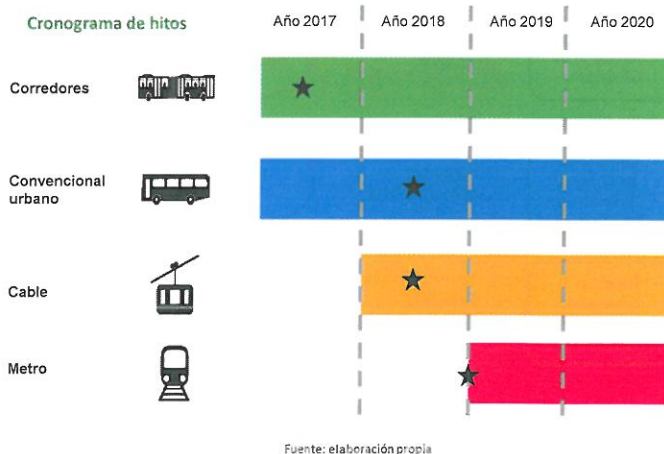 Cronograma de hitos
Año 2017 Año 2018 Año 2019 Año 2020
Corredores
Convencional
urbano
Cable
Metro
Fuente: elaboración propia